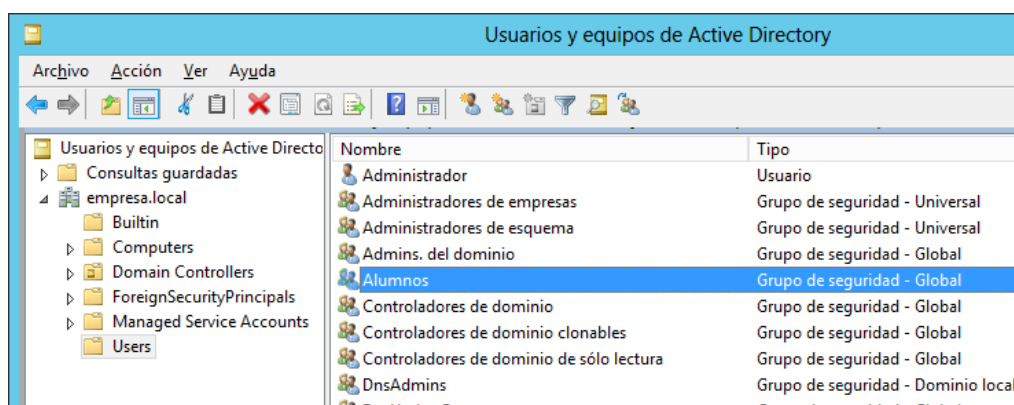 Usuarios y equipos de Active Directory
Archivo Acción Ver Ayuda
Usuarios y equipos de Active Directo
Consultas guardadas
empresa.local
Builtin
Computers
Domain Controllers
ForeignSecurityPrincipals
Managed Service Accounts
Users
Nombre Tipo
Administrador Usuario
Administradores de empresas Grupo de seguridad - Universal
Administradores de esquema Grupo de seguridad - Universal
Admins. del dominio Grupo de seguridad - Global
Alumnos Grupo de seguridad - Global
Controladores de dominio Grupo de seguridad - Global
Controladores de dominio clonables Grupo de seguridad - Global
Controladores de dominio de sólo lectura Grupo de seguridad - Global
DnsAdmins Grupo de seguridad - Dominio local